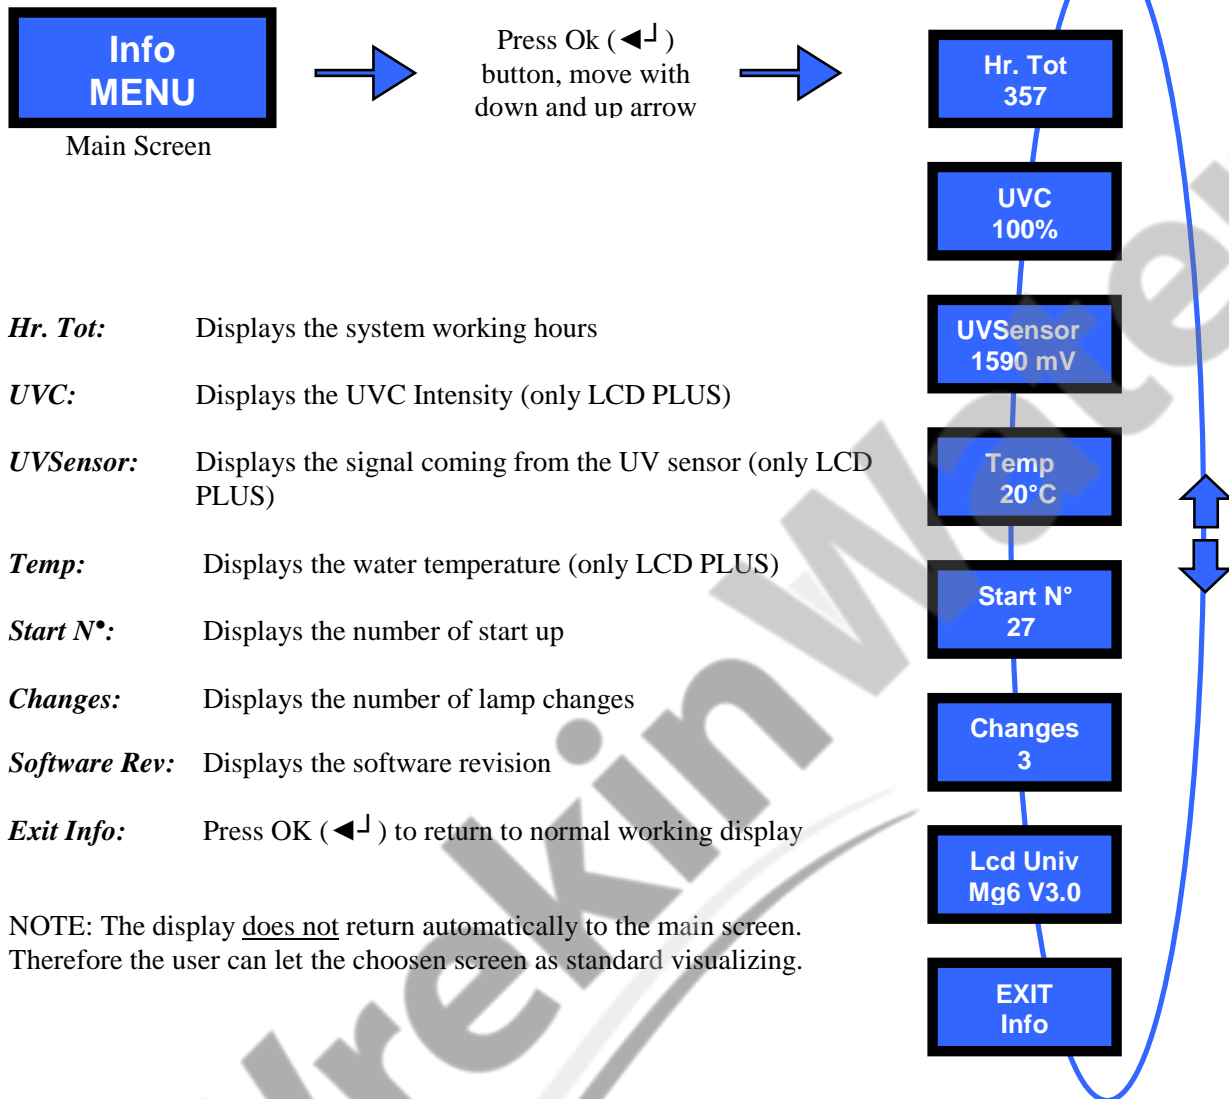 Info
MENU
Main Screen
Press Ok (◄┘)
button, move with
down and up arrow
Hr. Tot
357
UVC
100%
UVSensor
1590 mV
Temp
20°C
Start N°
27
Changes
3
Lcd Univ
Mg6 V3.0
EXIT
Info
Hr. Tot: Displays the system working hours
UVC: Displays the UVC Intensity (only LCD PLUS)
UVSensor: Displays the signal coming from the UV sensor (only LCD
PLUS)
Temp: Displays the water temperature (only LCD PLUS)
Start N•: Displays the number of start up
Changes: Displays the number of lamp changes
Software Rev: Displays the software revision
Exit Info: Press OK (◄┘) to return to normal working display
NOTE: The display does not return automatically to the main screen.
Therefore the user can let the choosen screen as standard visualizing.
WrekinWater